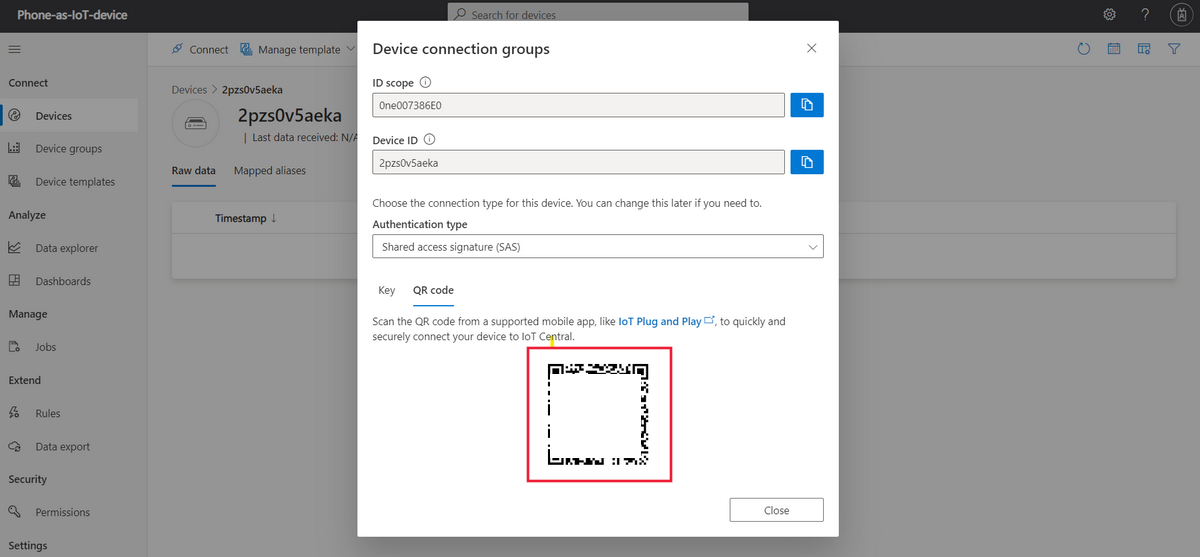 Phone-as-IoT-device
Search for devices
?
Connect
Manage template
Connect
Devices
Device groups
Device templates
Analyze
Data explorer
Dashboards
Manage
Jobs
Extend
Rules
Data export
Security
Permissions
Settings
Devices > 2pzs0v5aeka
2pzs0v5aeka
| Last data received: N/A
Raw data
Mapped aliases
Timestamp ↓
Device connection groups
ID scope
0ne007386E0
Device ID
2pzs0v5aeka
Choose the connection type for this device. You can change this later if you need to.
Authentication type
Shared access signature (SAS)
Key
QR code
Scan the QR code from a supported mobile app, like IoT Plug and Play, to quickly and
securely connect your device to IoT Central.
Close